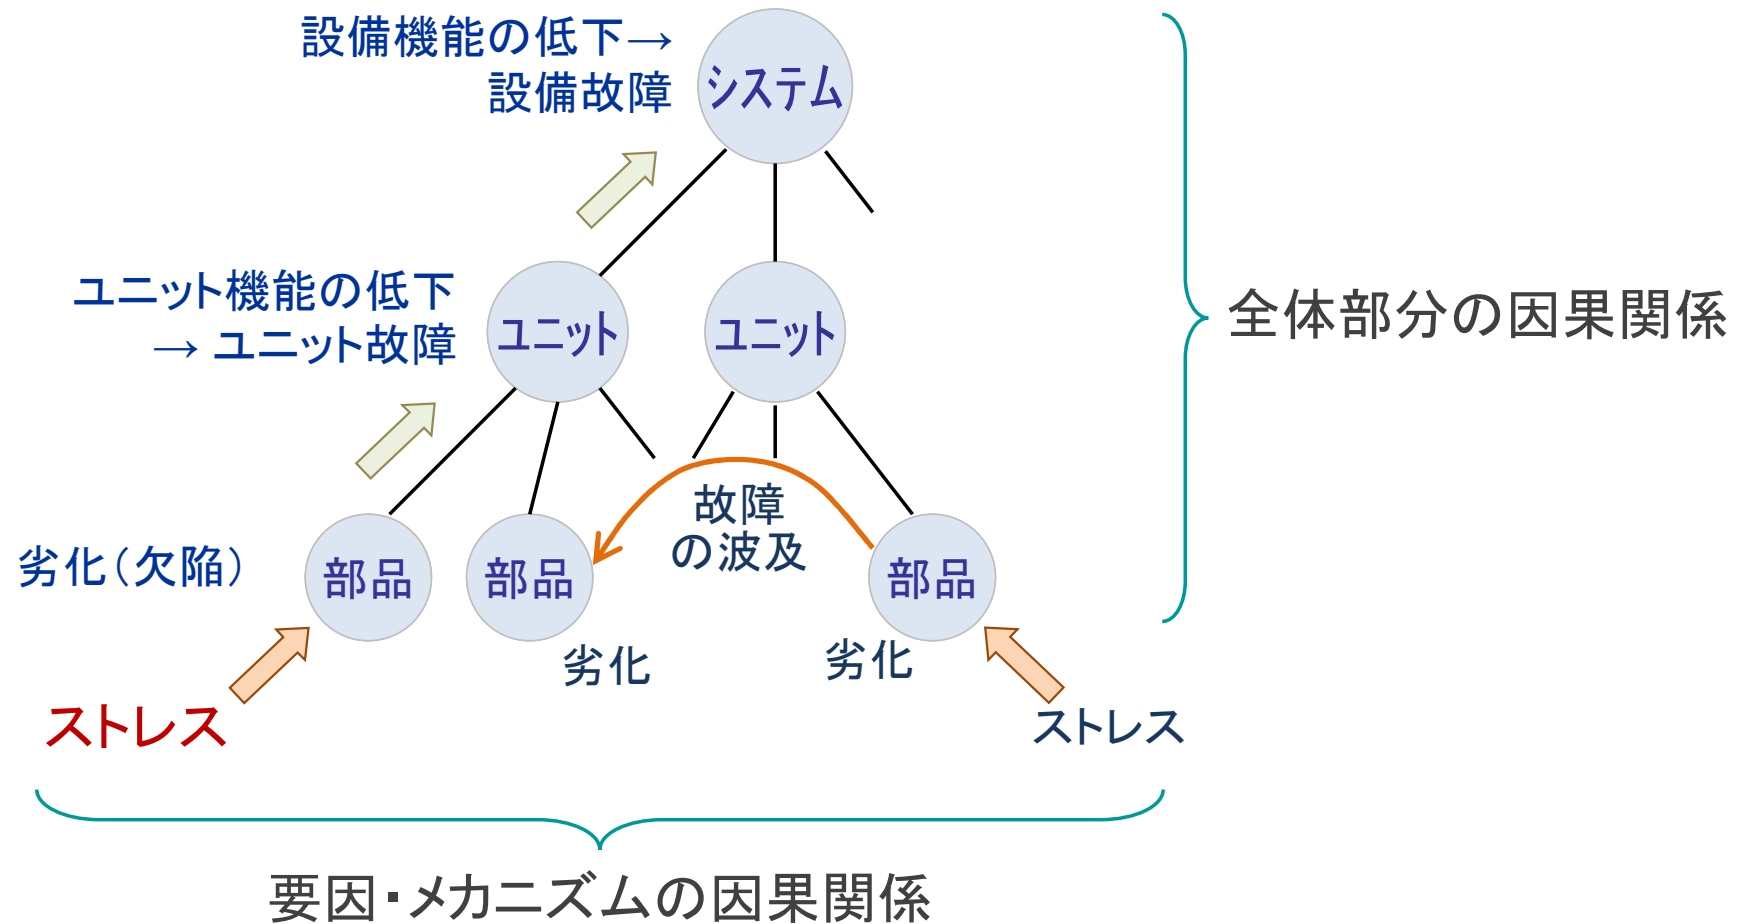 設備機能の低下→
設備故障
システム
ユニット機能の低下
→ ユニット故障
ユニット
ユニット
全体部分の因果関係
故障
の波及
劣化（欠陥）
部品
部品
部品
劣化
劣化
ストレス
ストレス
要因・メカニズムの因果関係